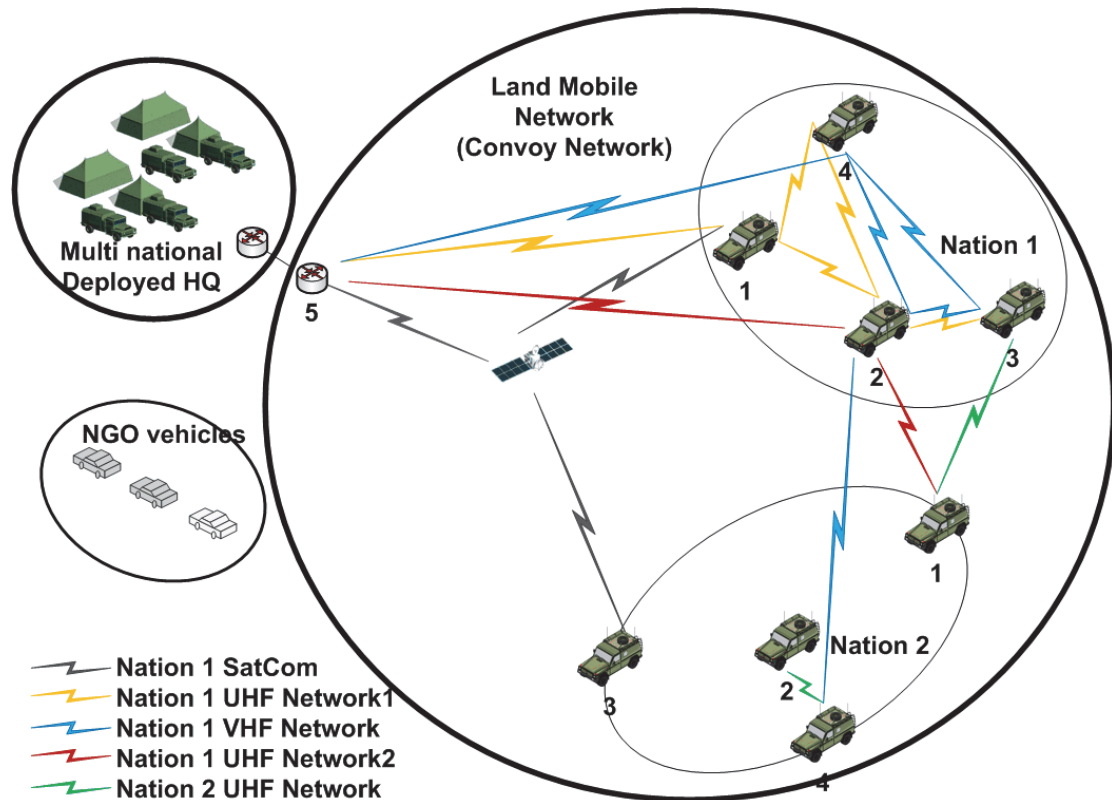 Land Mobile
Network
(Convoy Network)
Multi national
Deployed HQ
5
4
1
Nation 1
2
3
NGO vehicles
1
Nation 2
2
3
4
Nation 1 SatCom
Nation 1 UHF Network1
Nation 1 VHF Network
Nation 1 UHF Network2
Nation 2 UHF Network